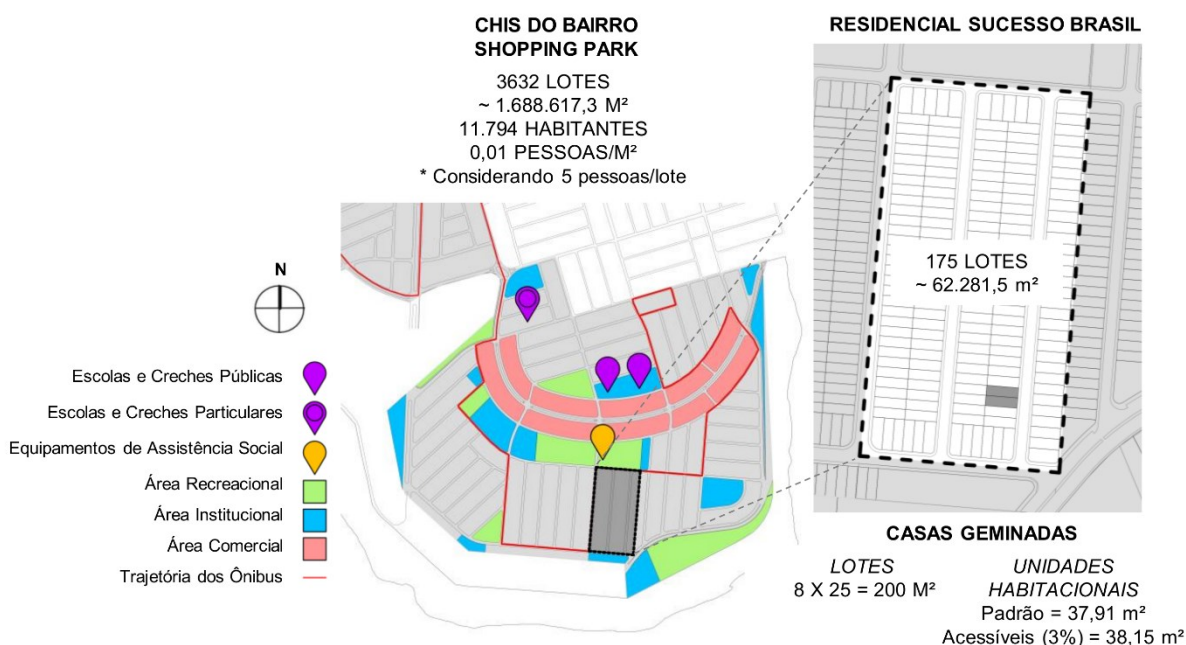 CHIS DO BAIRRO
SHOPPING PARK
3632 LOTES
~ 1.688.617,3 M²
11.794 HABITANTES
0,01 PESSOAS/M²
* Considerando 5 pessoas/lote
RESIDENCIAL SUCESSO BRASIL
175 LOTES
~ 62.281,5 m²
N
Escolas e Creches Públicas
Escolas e Creches Particulares
Equipamentos de Assistência Social
Área Recreacional
Área Institucional
Área Comercial
Trajetória dos Ônibus
CASAS GEMINADAS
LOTES
8 X 25 = 200 M²
UNIDADES
HABITACIONAIS
Padrão = 37,91 m²
Acessíveis (3%) = 38,15 m²